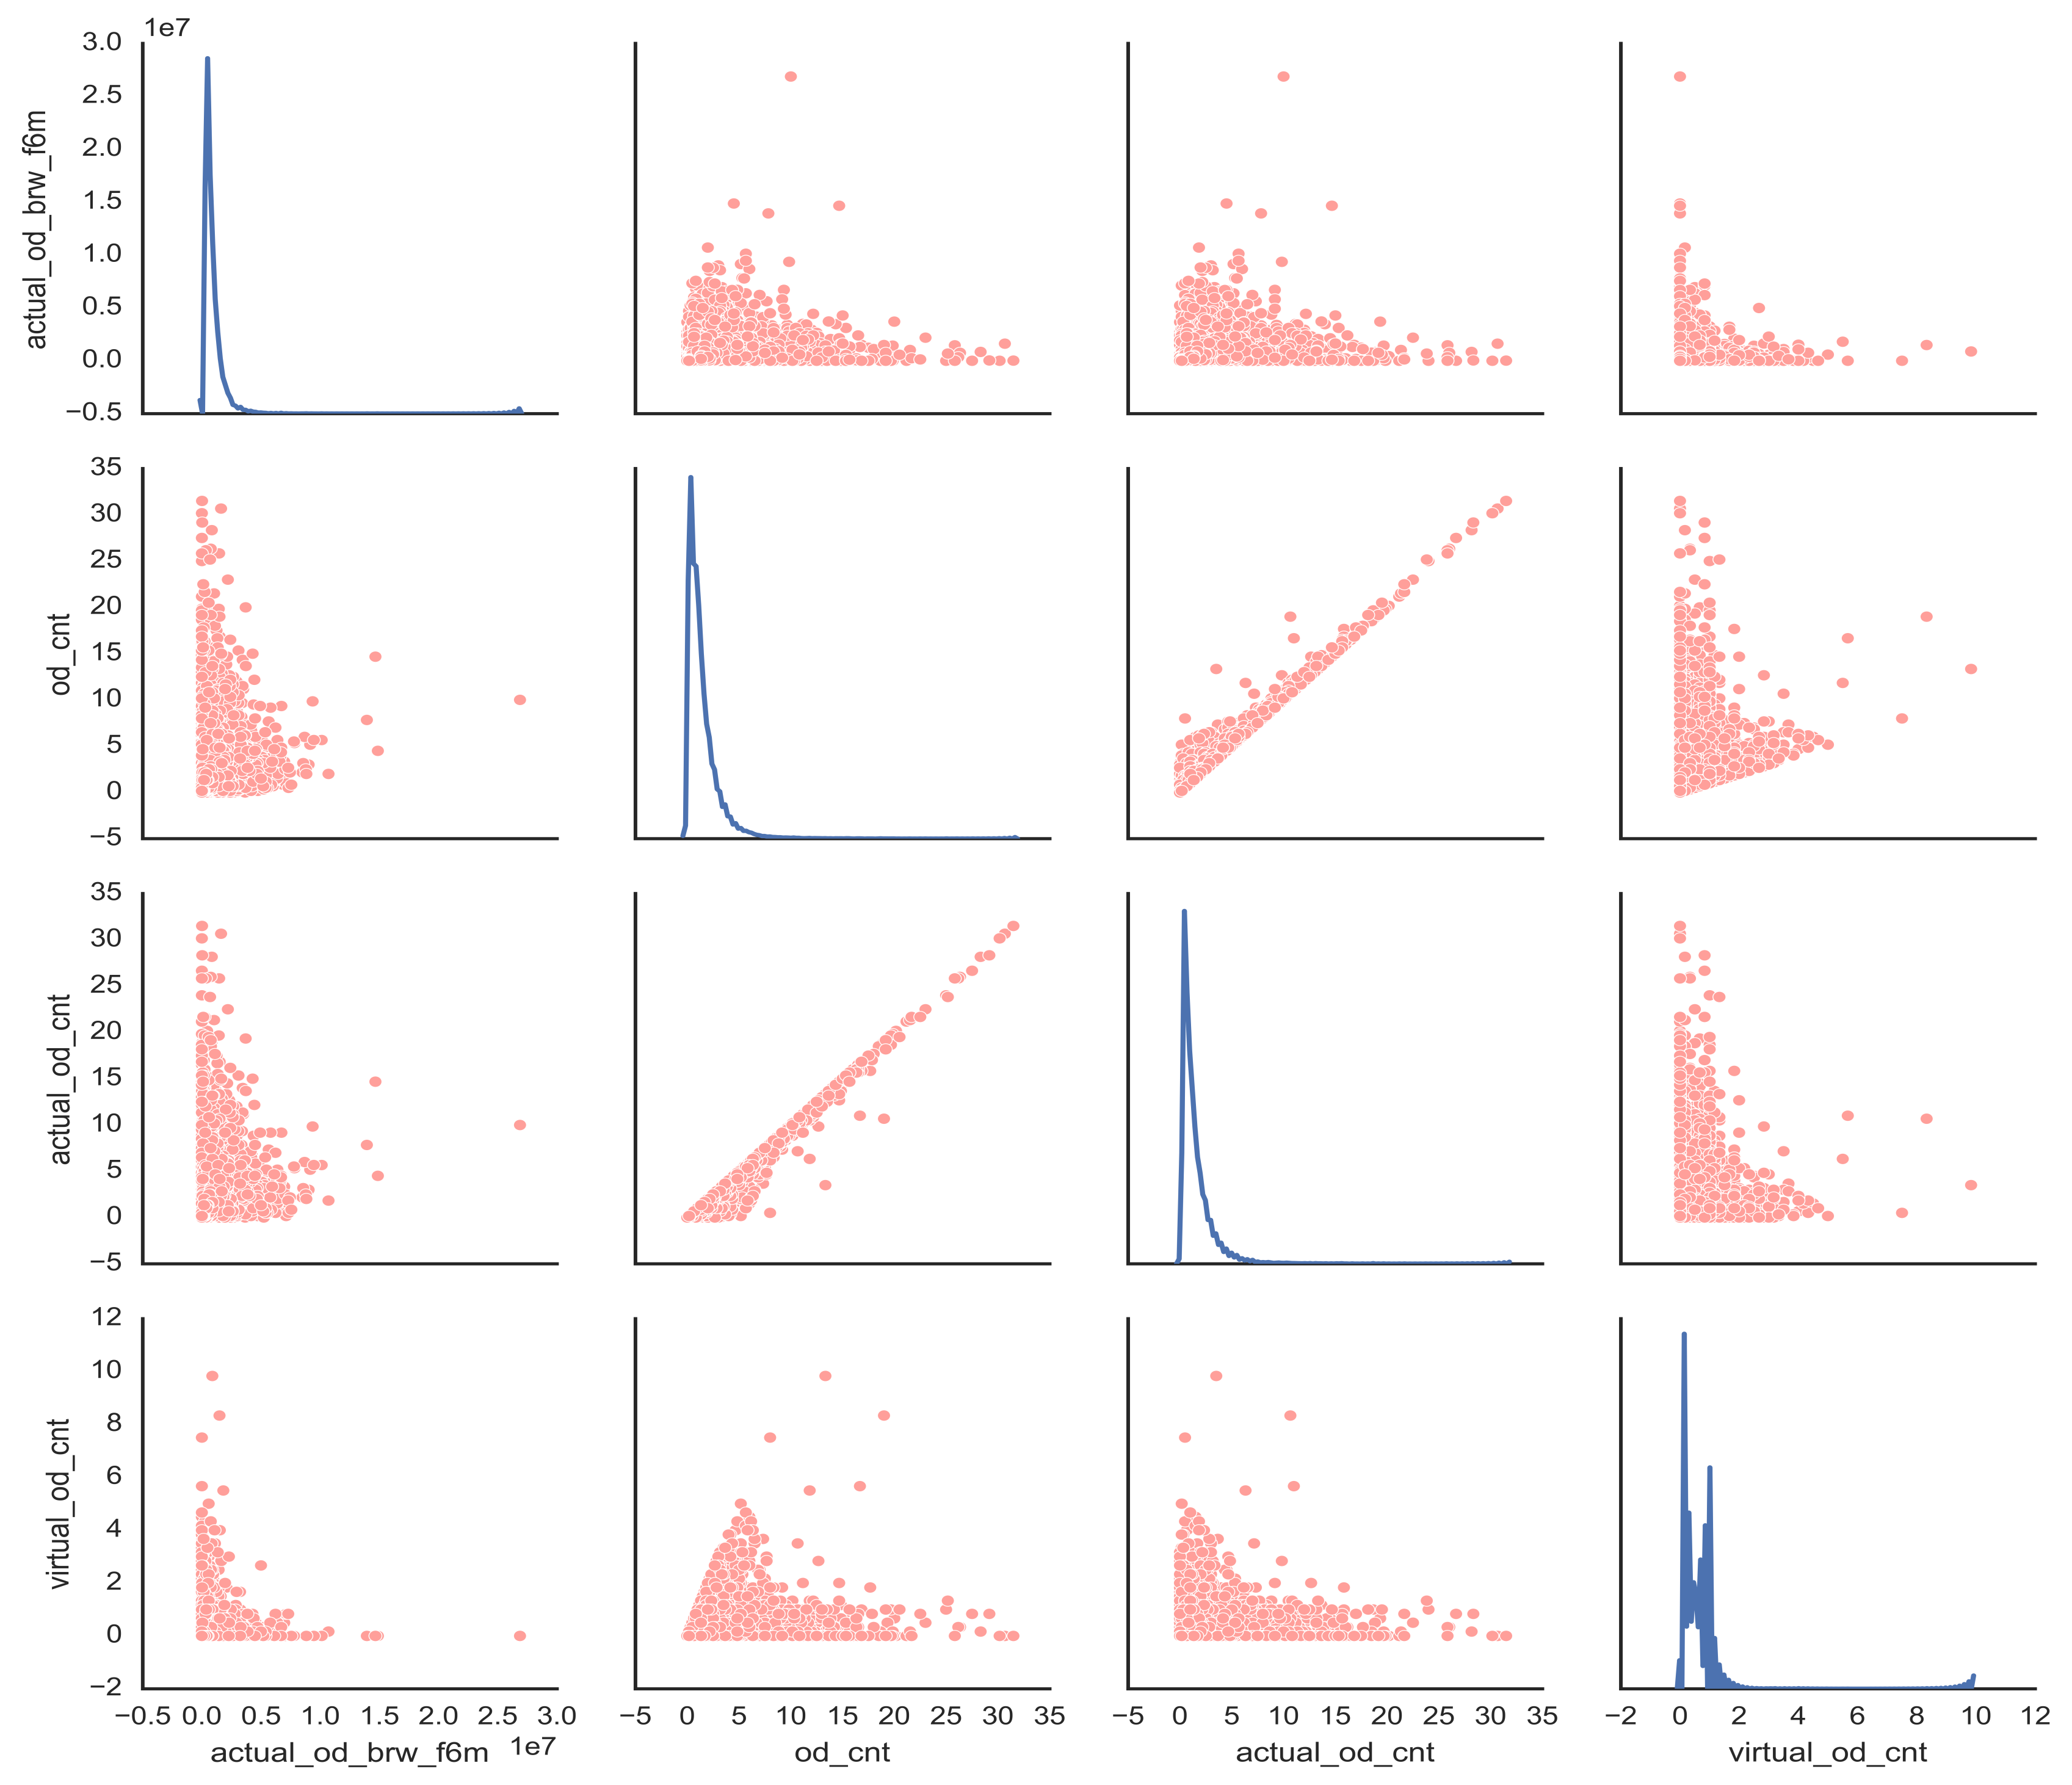 1e7
3.0
2.5
2.0
1.5
1.0
0.5
0.0
−0.5
actual_od_brw_f6m
35
30
25
20
15
10
5
0
−5
od_cnt
35
30
25
20
15
10
5
0
−5
actual_od_cnt
12
10
8
6
4
2
0
−2
virtual_od_cnt
−0.5 0.0 0.5 1.0 1.5 2.0 2.5 3.0
1e7
actual_od_brw_f6m
−5 0 5 10 15 20 25 30 35
od_cnt
−5 0 5 10 15 20 25 30 35
actual_od_cnt
−2 0 2 4 6 8 10 12
virtual_od_cnt